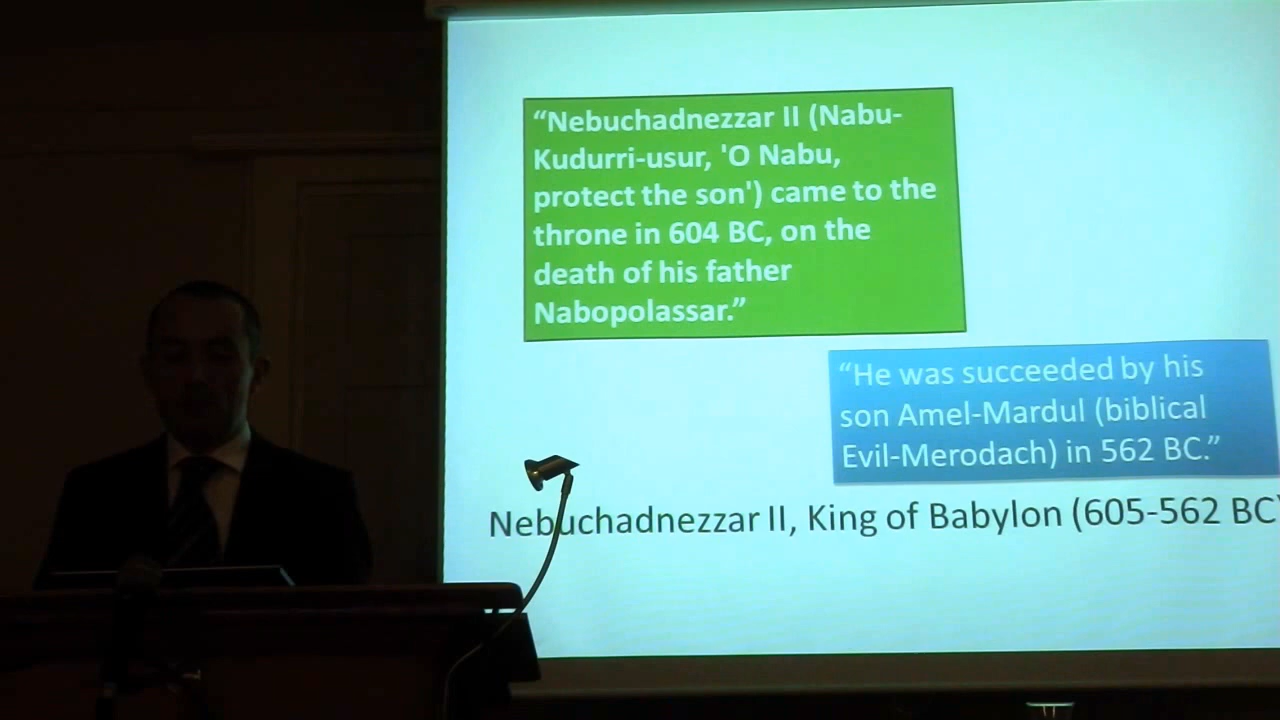 “Nebuchadnezzar II (Nabu-
Kudurri-usur, 'O Nabu,
protect the son') came to the
throne in 604 BC, on the
death of his father
Nabopolassar.”
“He was succeeded by his
son Amel-Mardul (biblical
Evil-Merodach) in 562 BC.”
Nebuchadnezzar II, King of Babylon (605-562 BC)